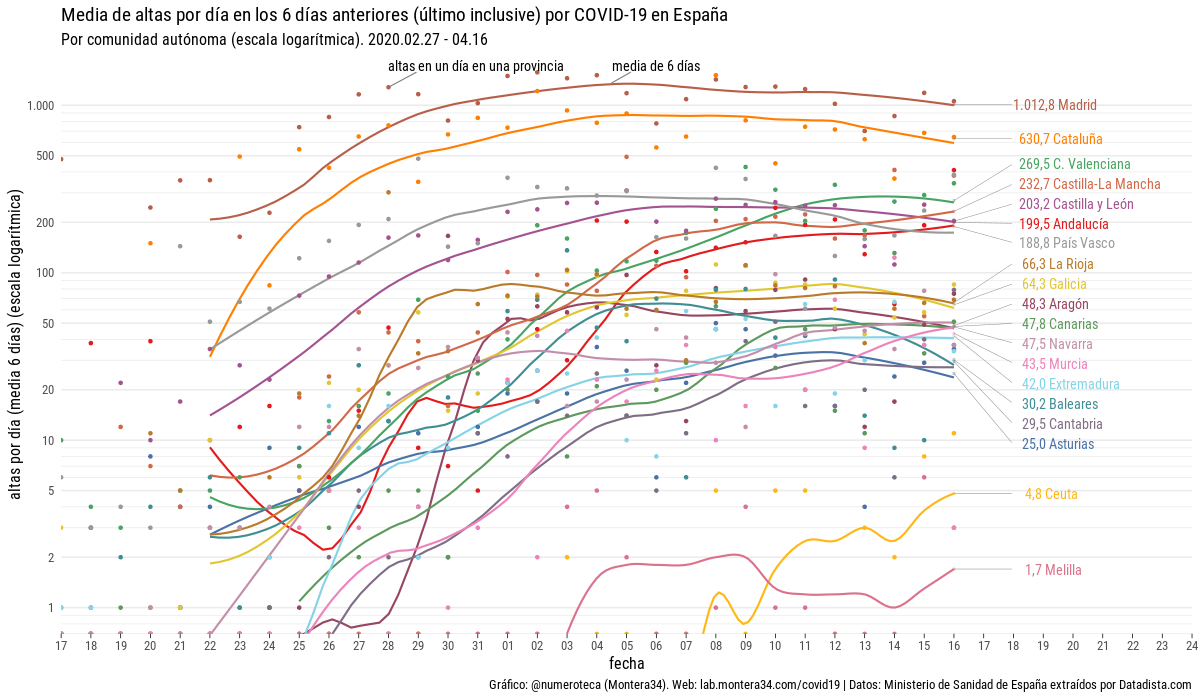 Media de altas por día en los 6 días anteriores (último inclusive) por COVID-19 en España
Por comunidad autónoma (escala logarítmica). 2020.02.27 - 04.16
altas en un día en una provincia
media de 6 días
altas por día (media 6 días) (escala logarítmica)
1.000
500
200
100
50
20
10
5
2
1
1.012,8 Madrid
630,7 Cataluña
269,5 C. Valenciana
232,7 Castilla-La Mancha
203,2 Castilla y León
199,5 Andalucía
188,8 País Vasco
66,3 La Rioja
64,3 Galicia
48,3 Aragón
47,8 Canarias
47,5 Navarra
43,5 Murcia
42,0 Extremadura
30,2 Baleares
29,5 Cantabria
25,0 Asturias
4,8 Ceuta
1,7 Melilla
17 18 19 20 21 22 23 24 25 26 27 28 29 30 31 01 02 03 04 05 06 07 08 09 10 11 12 13 14 15 16 17 18 19 20 21 22 23 24
fecha
Gráfico: @numeroteca (Montera34). Web: lab.montera34.com/covid19 | Datos: Ministerio de Sanidad de España extraídos por Datadista.com